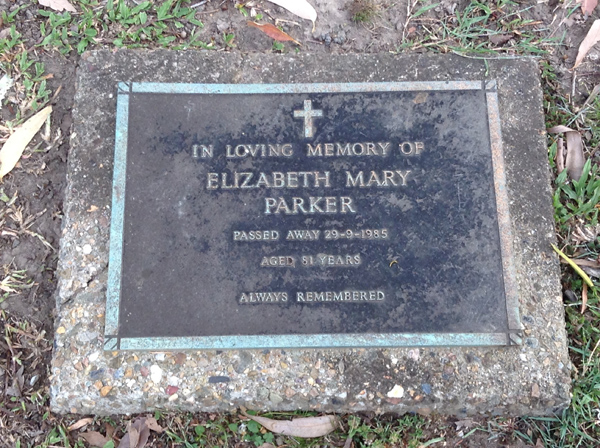 IN LOVING MEMORY OF
ELIZABETH MARY
PARKER
PASSED AWAY 29-9-1985
AGED 81 YEARS
ALWAYS REMEMBERED